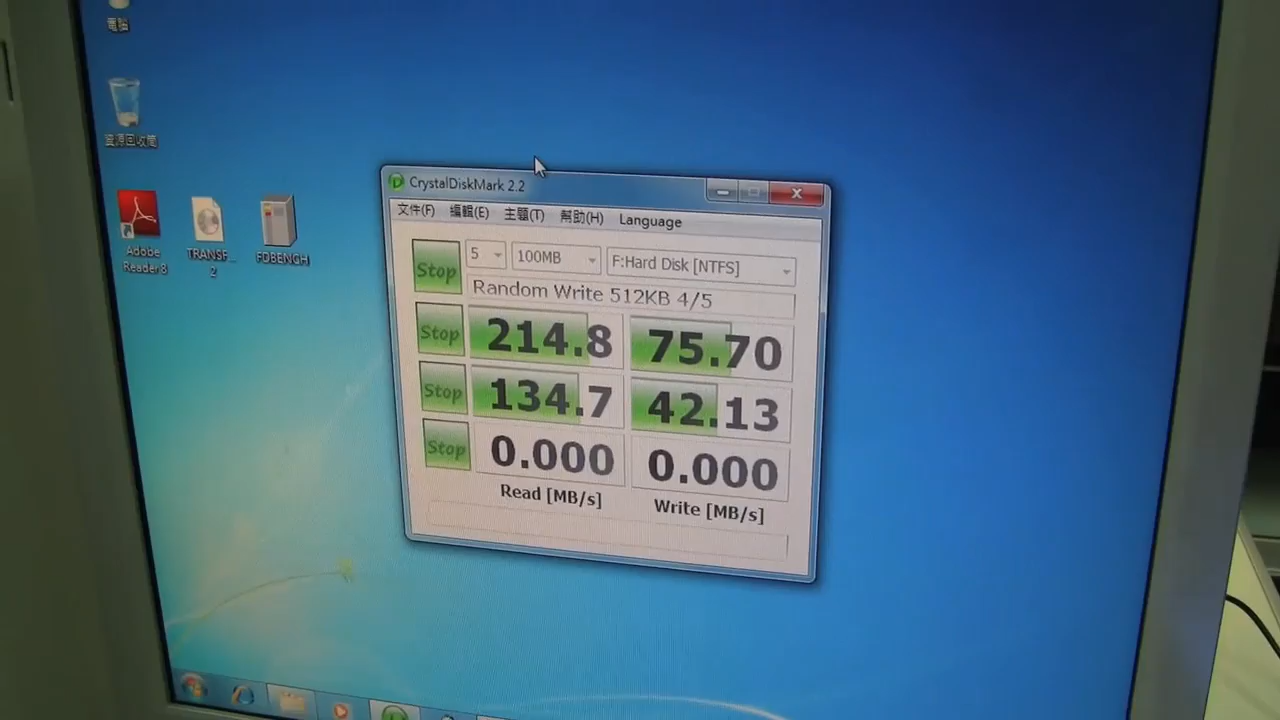 電腦
資源回收筒
Adobe
Reader 8
TRANSF...
2
FDBENCH
CrystalDiskMark 2.2
文件(F) 編輯(E) 主題(T) 幫助(H) Language
Stop 5 100MB F:Hard Disk [NTFS]
Random Write 512KB 4/5
Stop 214.8 75.70
Stop 134.7 42.13
Stop 0.000 0.000
Read [MB/s] Write [MB/s]